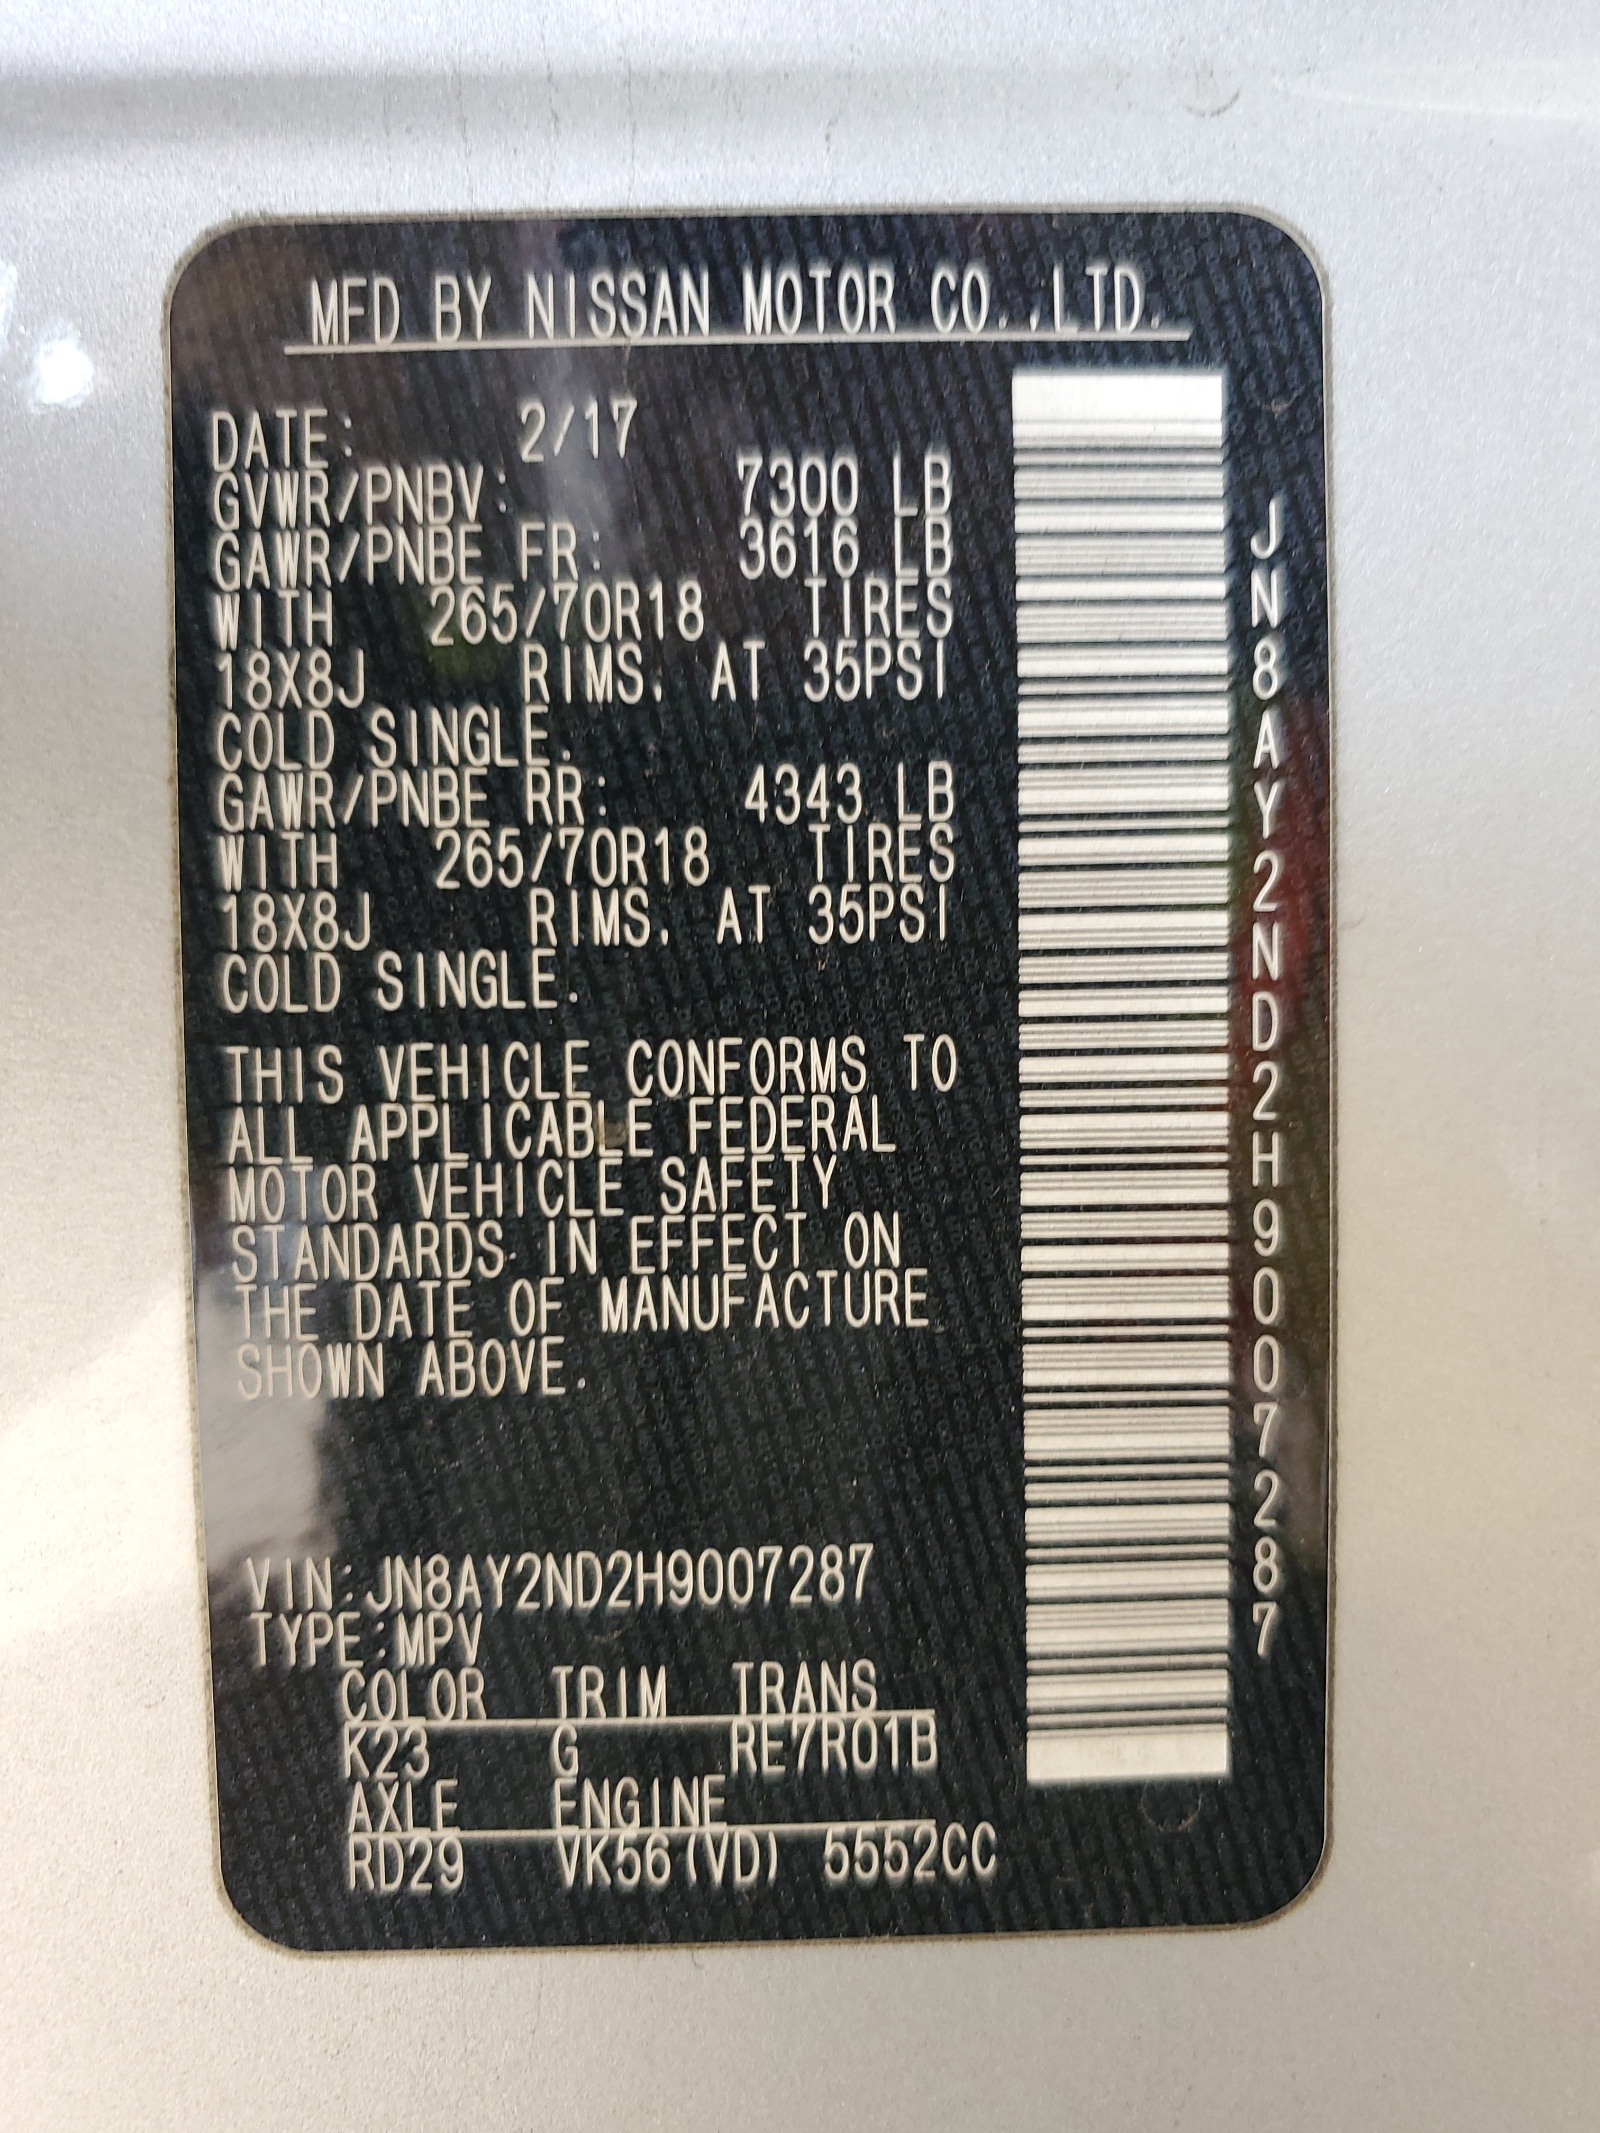 MFD BY NISSAN MOTOR CO.,LTD.
DATE: 2/17
GVWR/PNBV: 7300 LB
GAWR/PNBE FR: 3616 LB
WITH 265/70R18 TIRES
18X8J RIMS, AT 35PSI
COLD SINGLE.
GAWR/PNBE RR: 4343 LB
WITH 265/70R18 TIRES
18X8J RIMS, AT 35PSI
COLD SINGLE.
THIS VEHICLE CONFORMS TO
ALL APPLICABLE FEDERAL
MOTOR VEHICLE SAFETY
STANDARDS IN EFFECT ON
THE DATE OF MANUFACTURE
SHOWN ABOVE.
VIN:JN8AY2ND2H9007287
TYPE:MPV
COLOR TRIM TRANS
K23 G RE7R01B
AXLE ENGINE
RD29 VK56(VD) 5552CC
JN8AY2ND2H9007287